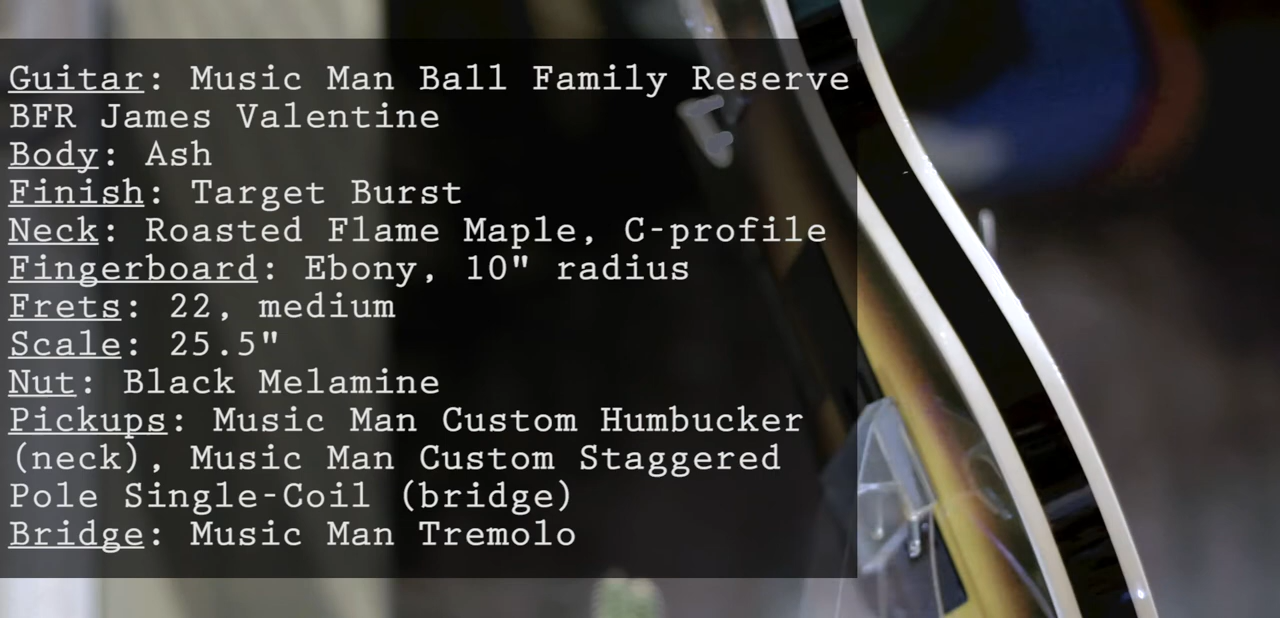 Guitar: Music Man Ball Family Reserve
BFR James Valentine
Body: Ash
Finish: Target Burst
Neck: Roasted Flame Maple, C-profile
Fingerboard: Ebony, 10" radius
Frets: 22, medium
Scale: 25.5"
Nut: Black Melamine
Pickups: Music Man Custom Humbucker
(neck), Music Man Custom Staggered
Pole Single-Coil (bridge)
Bridge: Music Man Tremolo